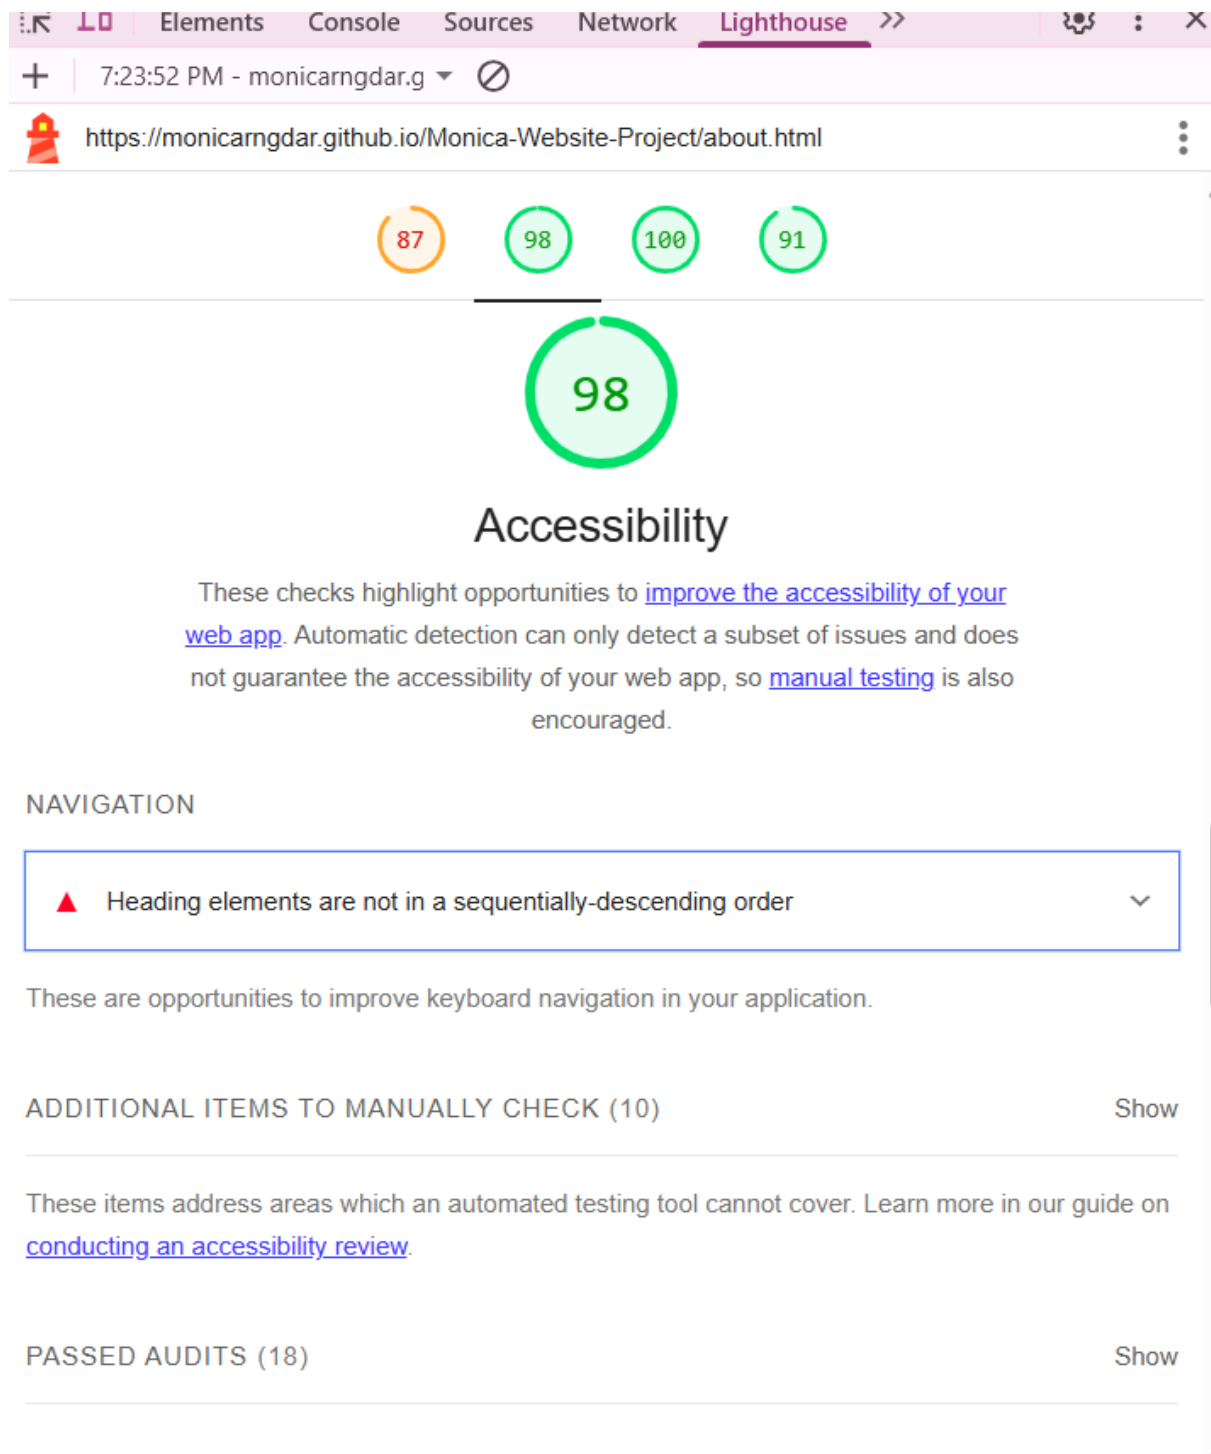 Elements Console Sources Network Lighthouse
7:23:52 PM - monicarngdar.g
https://monicarngdar.github.io/Monica-Website-Project/about.html
87 98 100 91
98
Accessibility
These checks highlight opportunities to improve the accessibility of your
web app. Automatic detection can only detect a subset of issues and does
not guarantee the accessibility of your web app, so manual testing is also
encouraged.
NAVIGATION
Heading elements are not in a sequentially-descending order
These are opportunities to improve keyboard navigation in your application.
ADDITIONAL ITEMS TO MANUALLY CHECK (10) Show
These items address areas which an automated testing tool cannot cover. Learn more in our guide on
conducting an accessibility review.
PASSED AUDITS (18) Show